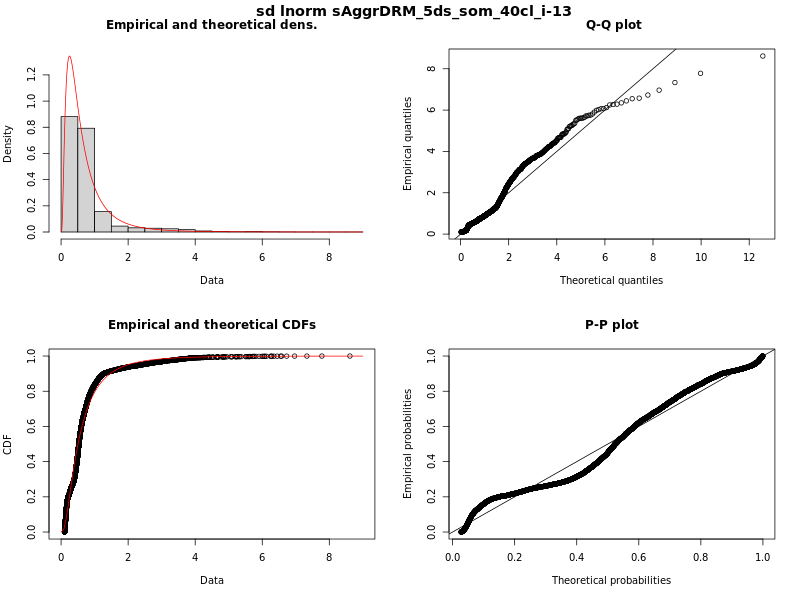 sd lnorm sAggrDRM_5ds_som_40cl_i-13
Empirical and theoretical dens.
Density
0.0 0.2 0.4 0.6 0.8 1.0 1.2
0 2 4 6 8
Data
Q-Q plot
Empirical quantiles
0 2 4 6 8
0 2 4 6 8 10 12
Theoretical quantiles
Empirical and theoretical CDFs
CDF
0.0 0.2 0.4 0.6 0.8 1.0
0 2 4 6 8
Data
P-P plot
Empirical probabilities
0.0 0.2 0.4 0.6 0.8 1.0
0.0 0.2 0.4 0.6 0.8 1.0
Theoretical probabilities